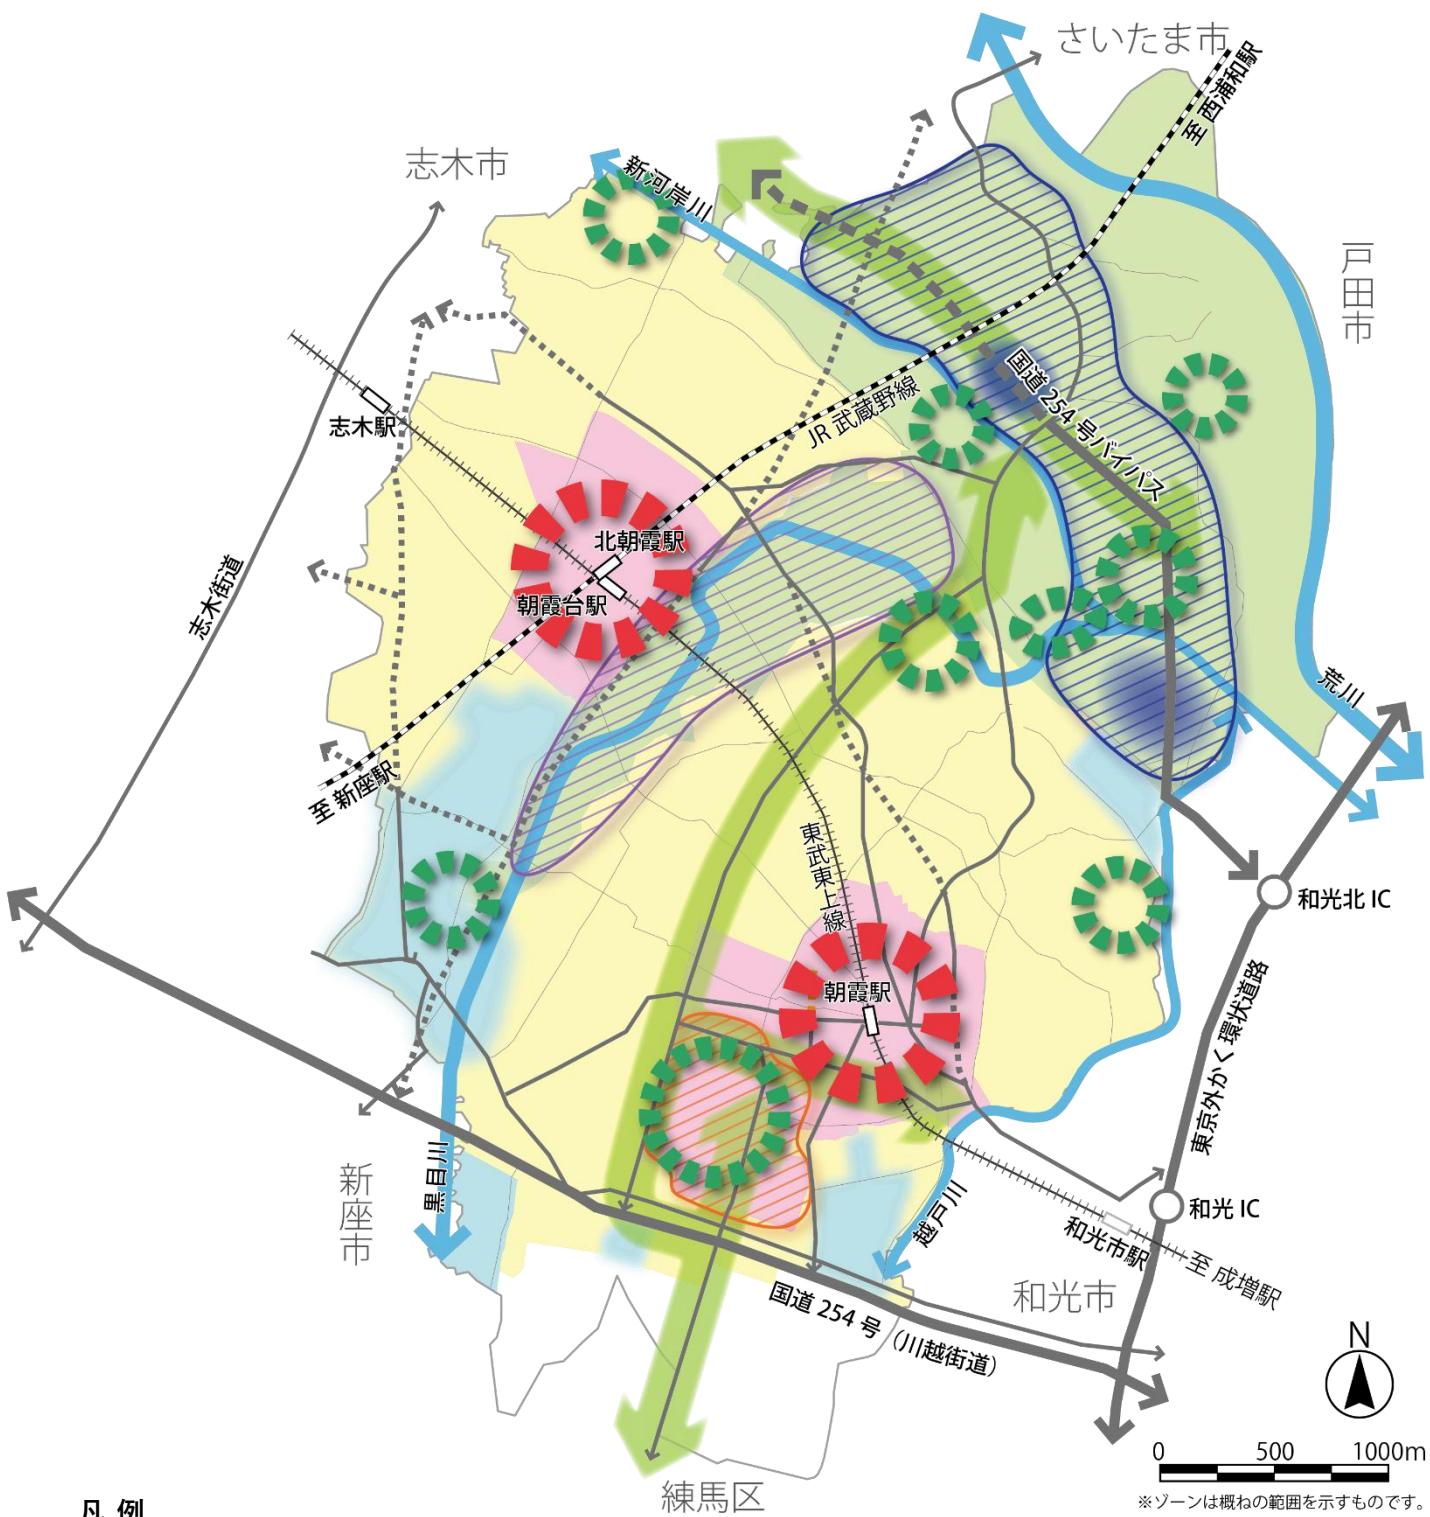 さいたま市
至 西浦和駅
志木市
新河岸川
戸田市
国道 254 号バイパス
JR 武蔵野線
志木駅
北朝霞駅
朝霞台駅
志木街道
荒川
至 新座駅
東武東上線
和光北 IC
朝霞駅
東京外かく環状道路
黒目川
新座市
越戸川
和光 IC
和光市駅
至 成増駅
和光市
国道 254 号（川越街道）
N
0 500 1000m
練馬区
※ゾーンは概ねの範囲を示すものです。
凡 例